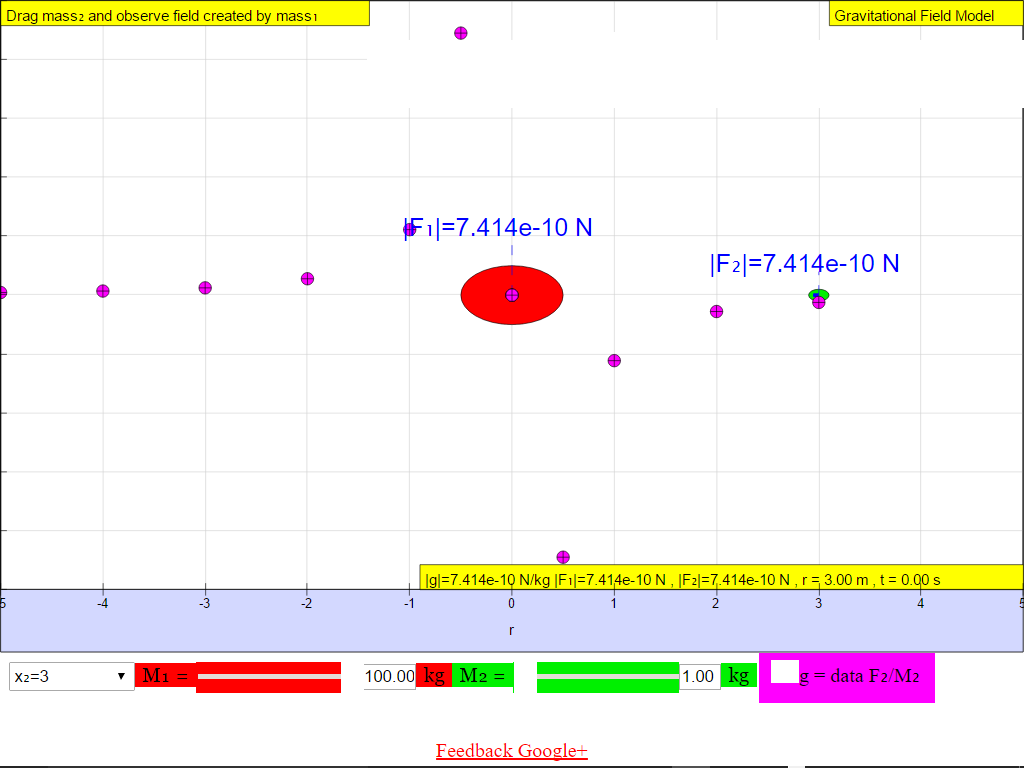 Drag mass₂ and observe field created by mass₁
Gravitational Field Model
|F₁|=7.414e-10 N
|F₂|=7.414e-10 N
|g|=7.414e-10 N/kg |F₁|=7.414e-10 N , |F₂|=7.414e-10 N , r = 3.00 m , t = 0.00 s
5 -4 -3 -2 -1 0 1 2 3 4 5
r
x₂=3 ▼ M₁ = 100.00 kg M₂ = 1.00 kg g = data F₂/M₂
Feedback Google+